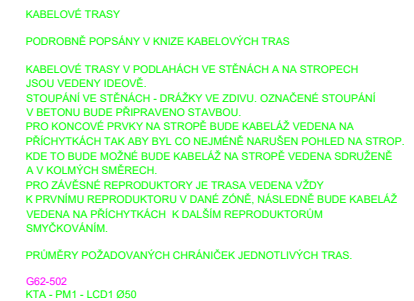 KABELOVÉ TRASY
PODROBNĚ POPSÁNY V KNIZE KABELOVÝCH TRAS
KABELOVÉ TRASY V PODLAHÁCH VE STĚNÁCH A NA STROPECH
JSOU VEDENY IDEOVĚ.
STOUPÁNÍ VE STĚNÁCH - DRÁŽKY VE ZDIVU. OZNAČENÉ STOUPÁNÍ
V BETONU BUDE PŘIPRAVENO STAVBOU.
PRO KONCOVÉ PRVKY NA STROPĚ BUDE KABELÁŽ VEDENA NA
PŘÍCHYTKÁCH TAK ABY BYL CO NEJMÉNĚ NARUŠEN POHLED NA STROP.
KDE TO BUDE MOŽNÉ BUDE KABELÁŽ NA STROPĚ VEDENA SDRUŽENĚ
A V KOLMÝCH SMĚRECH.
PRO ZÁVĚSNÉ REPRODUKTORY JE TRASA VEDENA VŽDY
K PRVNÍMU REPRODUKTORU V DANÉ ZÓNĚ, NÁSLEDNĚ BUDE KABELÁŽ
VEDENA NA PŘÍCHYTKÁCH K DALŠÍM REPRODUKTORŮM
SMYČKOVÁNÍM.
PRŮMĚRY POŽADOVANÝCH CHRÁNIČEK JEDNOTLIVÝCH TRAS.
G62-502
KTA - PM1 - LCD1 Ø50